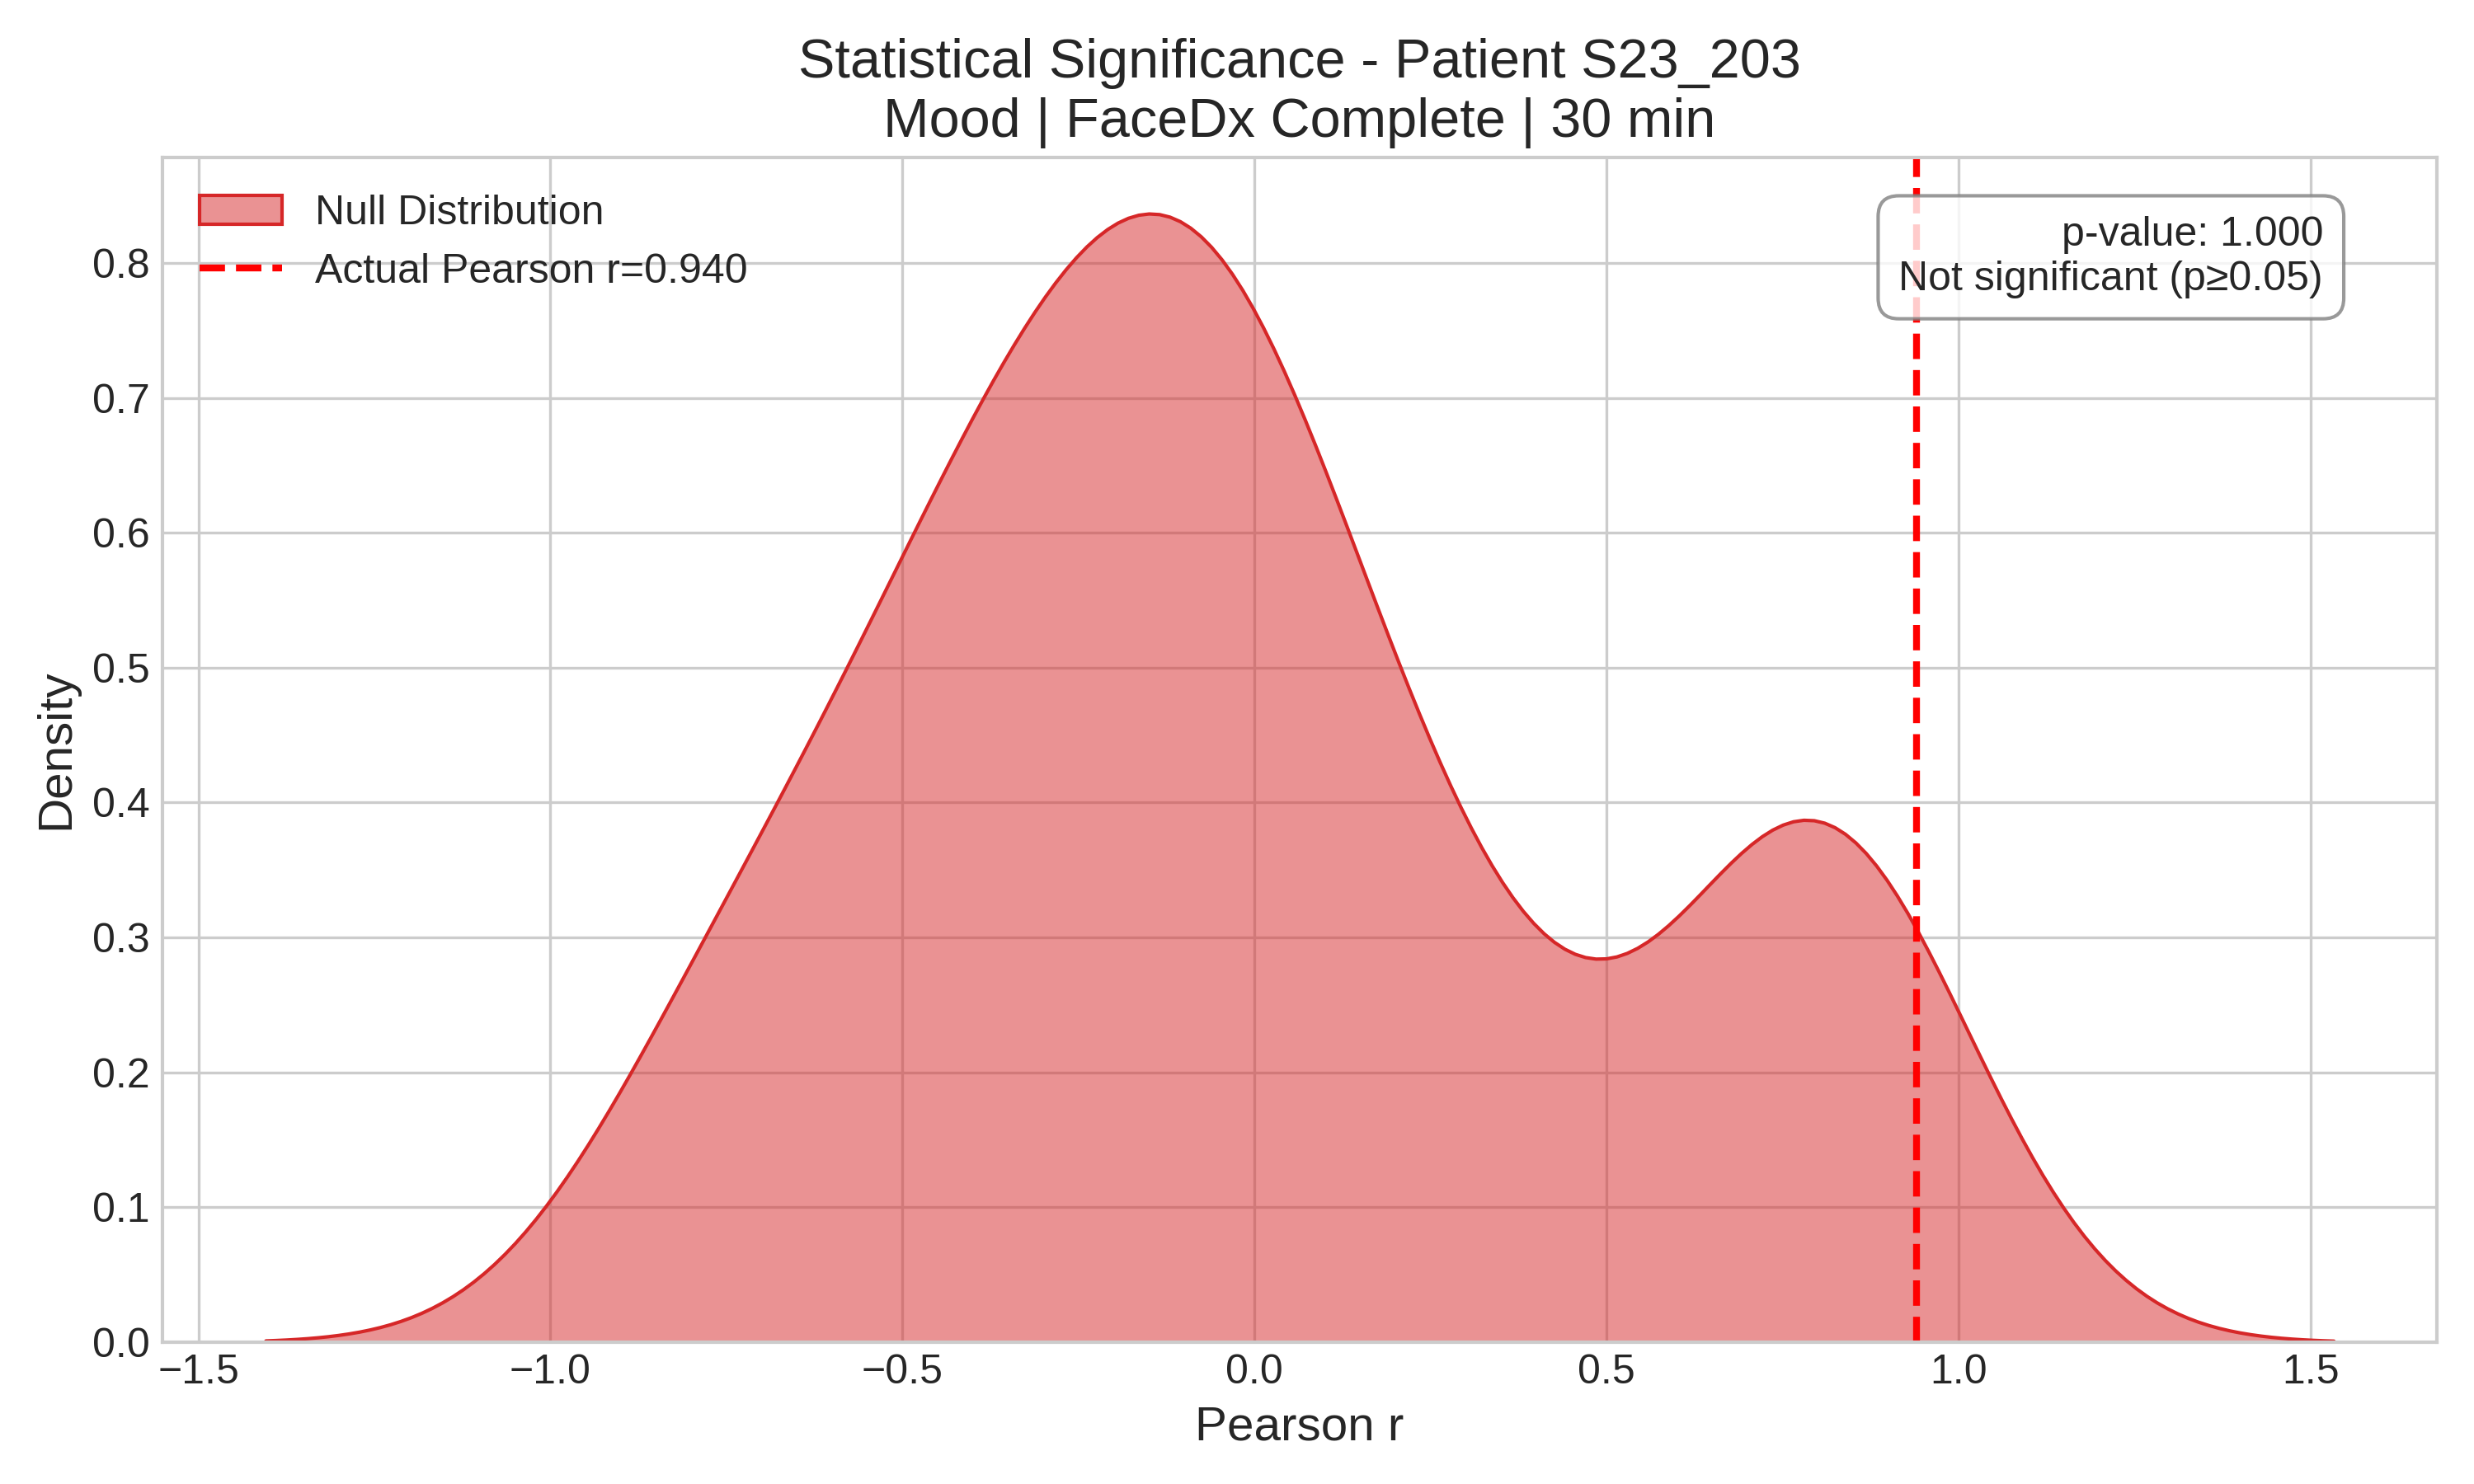 Statistical Significance - Patient S23_203
Mood | FaceDx Complete | 30 min
Null Distribution
Actual Pearson r=0.940
p-value: 1.000
Not significant (p≥0.05)
Density
0.8
0.7
0.6
0.5
0.4
0.3
0.2
0.1
0.0
−1.5 −1.0 −0.5 0.0 0.5 1.0 1.5
Pearson r